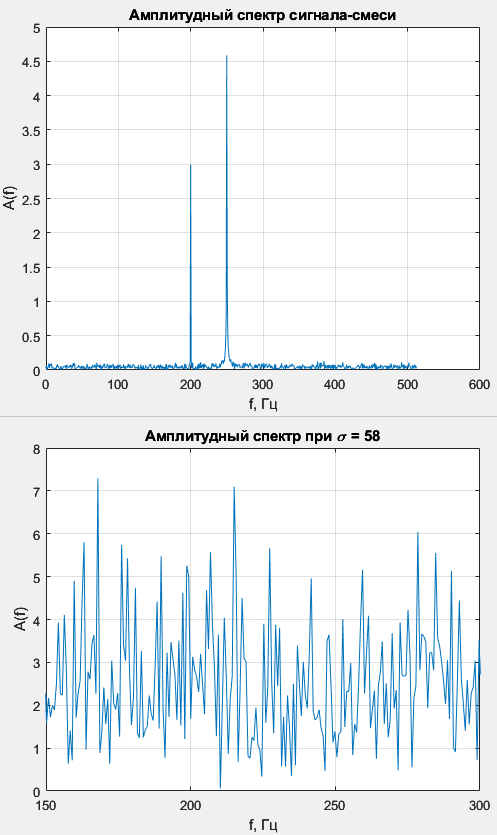 Амплитудный спектр сигнала-смеси
5
4.5
4
3.5
3
2.5
2
1.5
1
0.5
0
A(f)
0 100 200 300 400 500 600
f, Гц
Амплитудный спектр при σ = 58
8
7
6
5
4
3
2
1
0
A(f)
150 200 250 300
f, Гц